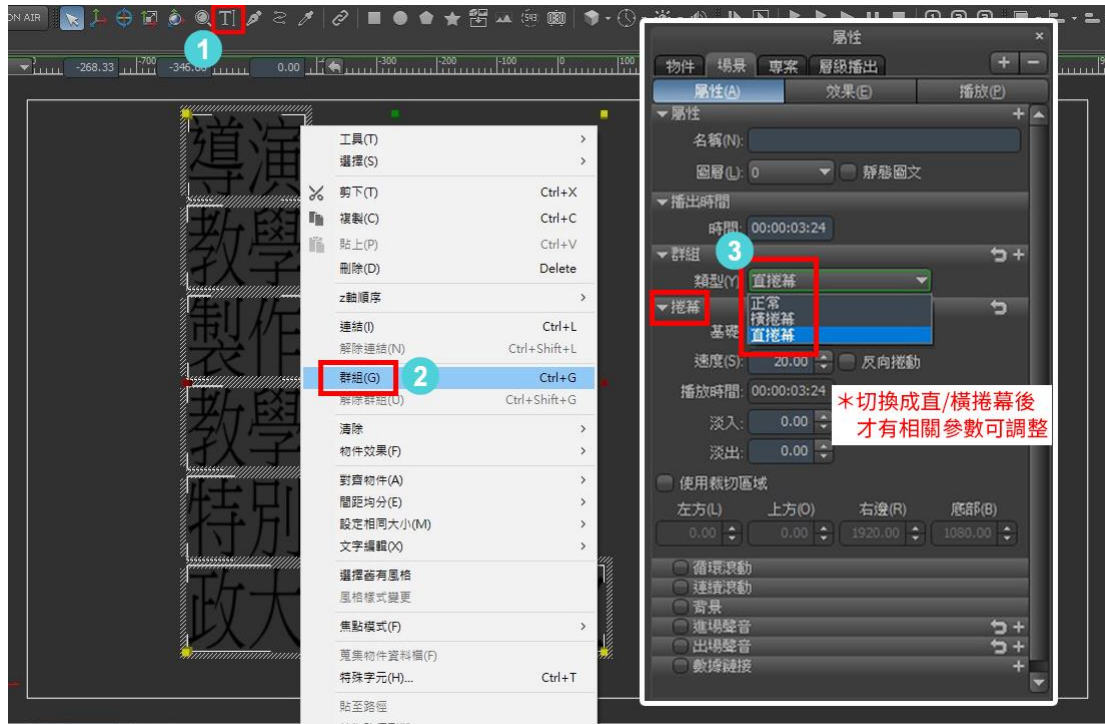 ON AIR
T
1
-268.33
-700
-346.00
0.00
-300
-200
-100
0
100
導演
教學
製作
教學
特別
政大
工具(T)
選擇(S)
剪下(T) Ctrl+X
複製(C) Ctrl+C
貼上(P) Ctrl+V
刪除(D) Delete
z軸順序
連結(I) Ctrl+L
解除連結(N) Ctrl+Shift+L
群組(G) Ctrl+G
2
解除群組(U) Ctrl+Shift+G
清除
物件效果(F)
對齊物件(A)
間距均分(E)
設定相同大小(M)
文字編輯(X)
選擇舊有風格
風格樣式變更
焦點模式(F)
蒐集物件資料檔(F)
特殊字元(H)... Ctrl+T
貼至路徑
屬性
物件 場景 專案 層級播出
屬性(A) 效果(E) 播放(P)
屬性
名稱(N):
圖層(L): 0 靜態圖文
播出時間
時間: 00:00:03:24
3
群組
類型(Y) 直捲幕
正常
橫捲幕
直捲幕
捲幕
基礎
速度(S): 20.00 反向捲動
播放時間: 00:00:03:24
淡入: 0.00
淡出: 0.00
＊切換成直/橫捲幕後
才有相關參數可調整
使用裁切區域
左方(L) 上方(O) 右邊(R) 底部(B)
0.00 0.00 1920.00 1080.00
循環滾動
連續滾動
背景
進場聲音
出場聲音
數據鏈接